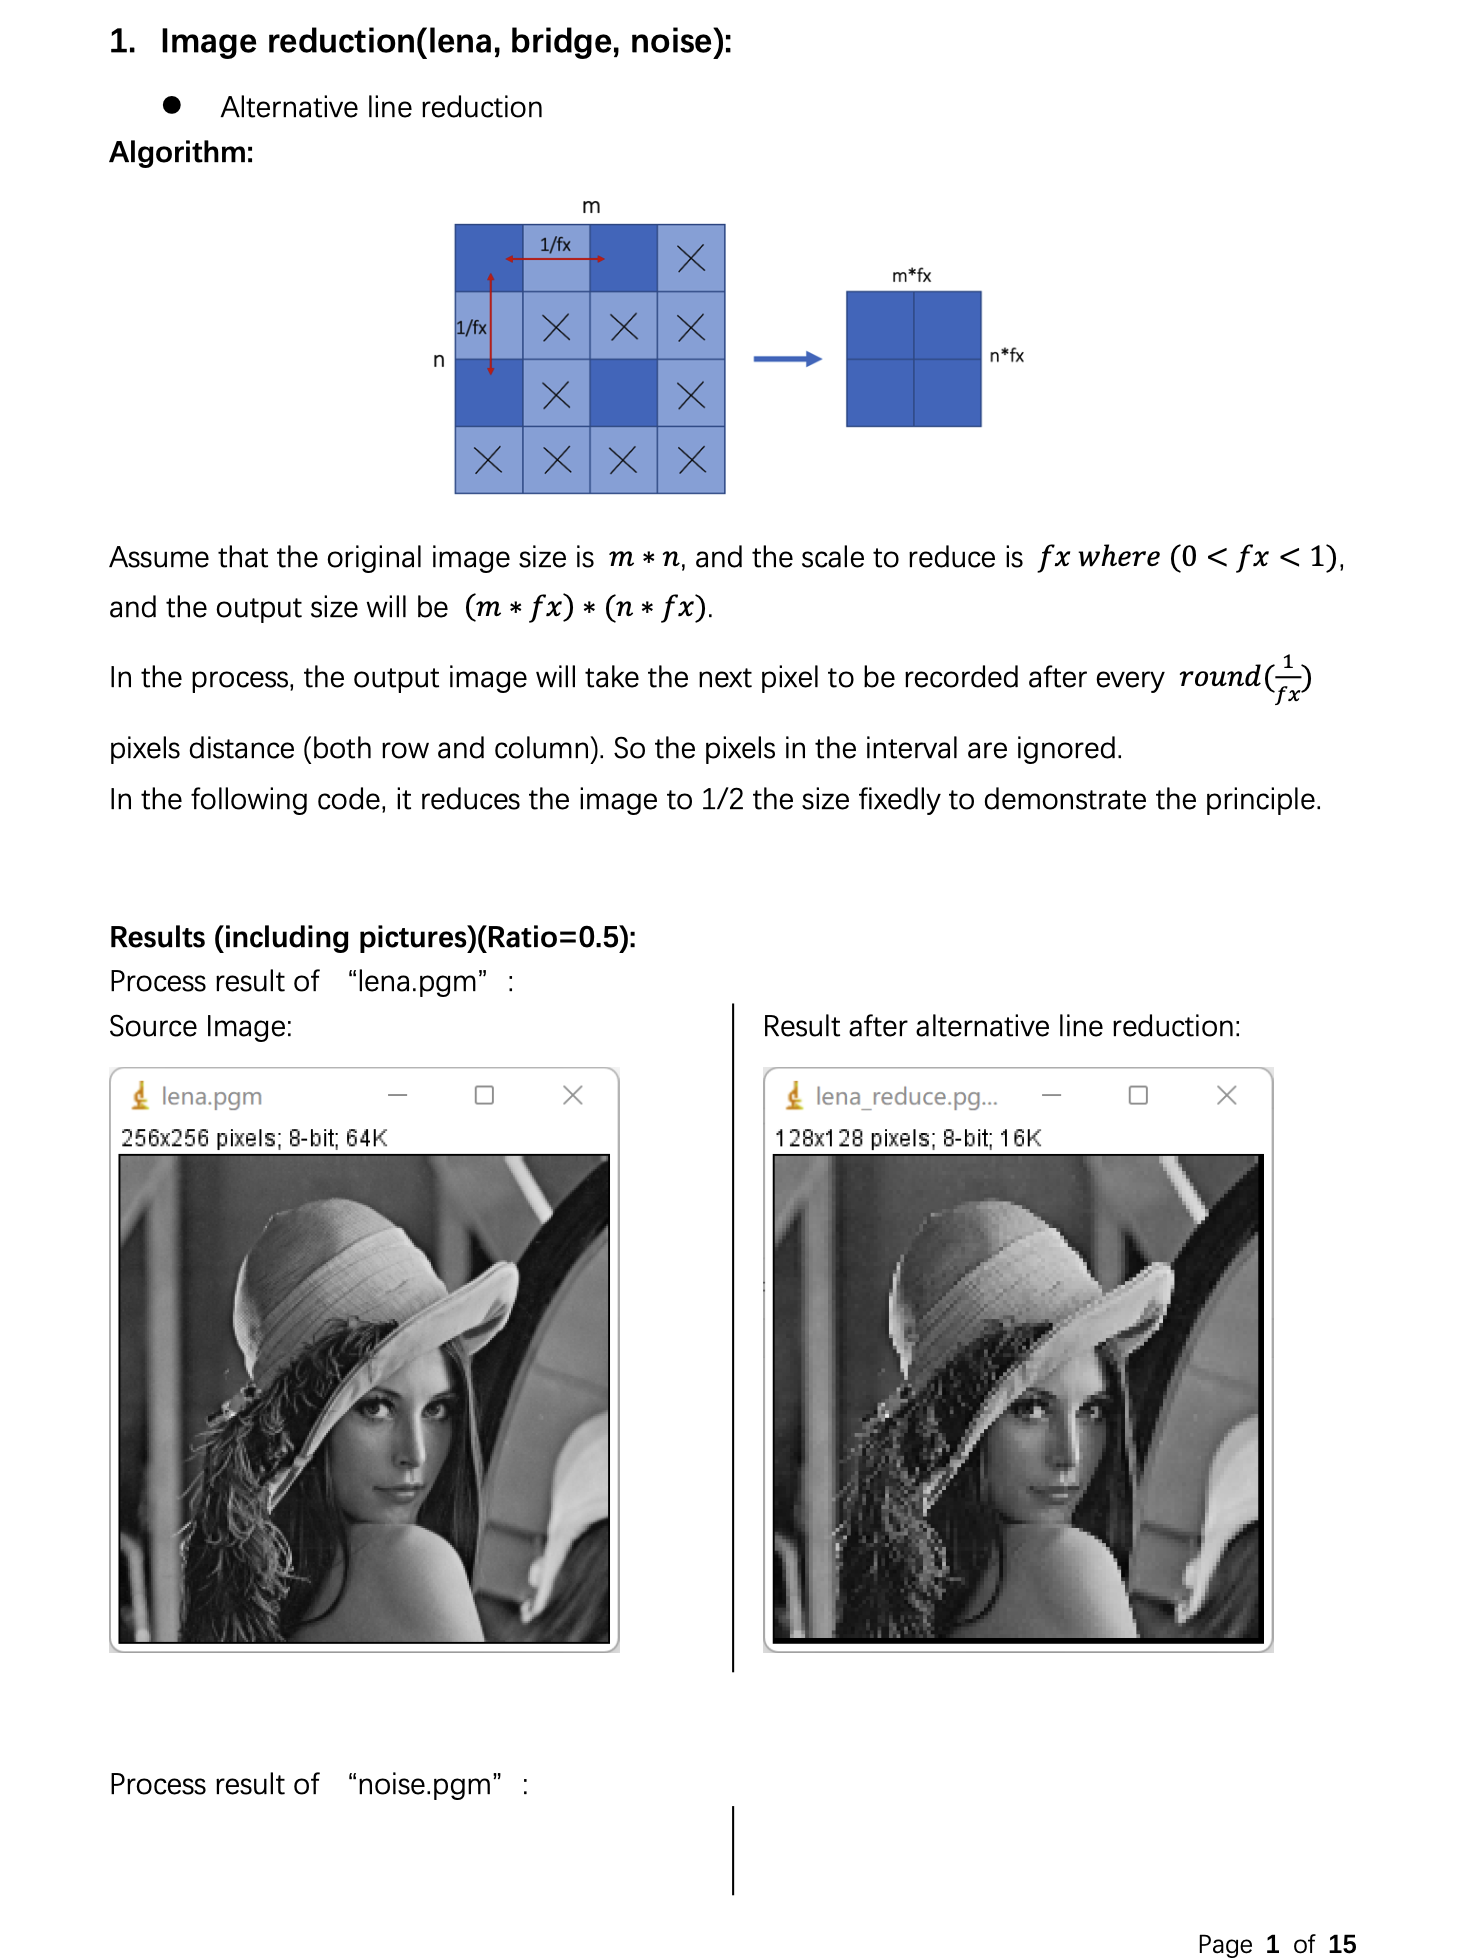 1. Image reduction(lena, bridge, noise):
● Alternative line reduction
Algorithm:
m
1/fx
1/fx
n
m*fx
n*fx
Assume that the original image size is m ∗ n, and the scale to reduce is fx where (0 < fx < 1),
and the output size will be (m ∗ fx) ∗ (n ∗ fx).
In the process, the output image will take the next pixel to be recorded after every round(1/fx)
pixels distance (both row and column). So the pixels in the interval are ignored.
In the following code, it reduces the image to 1/2 the size fixedly to demonstrate the principle.
Results (including pictures)(Ratio=0.5):
Process result of “lena.pgm” :
Source Image:
lena.pgm
256x256 pixels; 8-bit; 64K
Result after alternative line reduction:
lena_reduce.pg...
128x128 pixels; 8-bit; 16K
Process result of “noise.pgm” :
Page 1 of 15